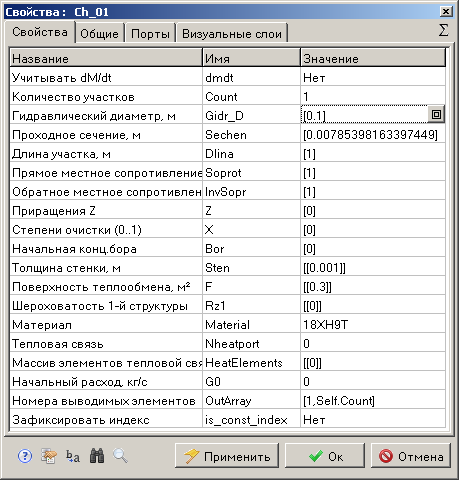 Свойства: Ch_01
Свойства Общие Порты Визуальные слои Σ
Название Имя Значение
Учитывать dM/dt dmdt Нет
Количество участков Count 1
Гидравлический диаметр, м Gidr_D [0.1]
Проходное сечение, м Sechen [0.00785398163397449]
Длина участка, м Dlina [1]
Прямое местное сопротивление Soprot [1]
Обратное местное сопротивлен InvSopr [1]
Приращения Z Z [0]
Степени очистки (0..1) X [0]
Начальная конц.бора Bor [0]
Толщина стенки, м Sten [[0.001]]
Поверхность теплообмена, м² F [[0.3]]
Шероховатость 1-й структуры Rz1 [[0]]
Материал Material 18ХН9Т
Тепловая связь Nheatport 0
Массив элементов тепловой свя HeatElements [[0]]
Начальный расход, кг/с G0 0
Номера выводимых элементов OutArray [1,Self.Count]
Зафиксировать индекс is_const_index Нет
Применить Ок Отмена